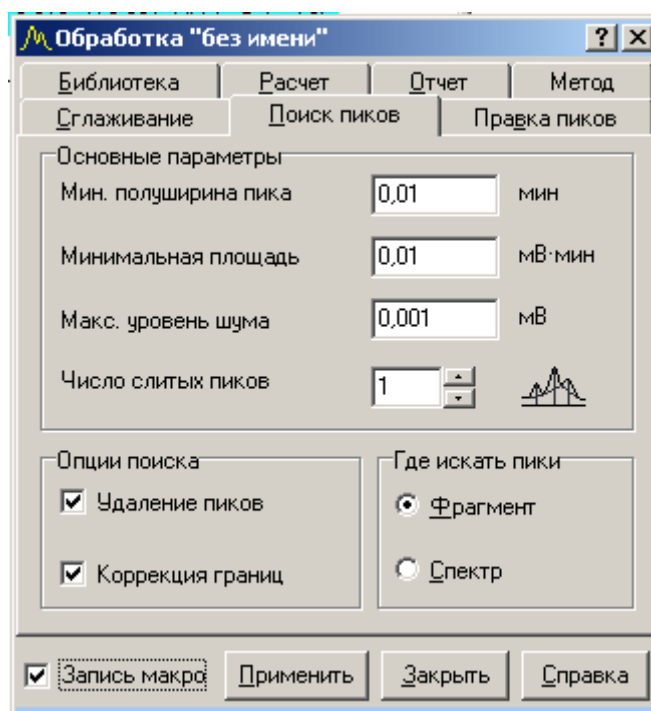 Обработка "без имени"
Библиотека Расчет Отчет Метод
Сглаживание Поиск пиков Правка пиков
Основные параметры
Мин. полуширина пика 0,01 мин
Минимальная площадь 0,01 мВ·мин
Макс. уровень шума 0,001 мВ
Число слитых пиков 1
Опции поиска
Удаление пиков
Коррекция границ
Где искать пики
Фрагмент
Спектр
Запись макро Применить Закрыть Справка